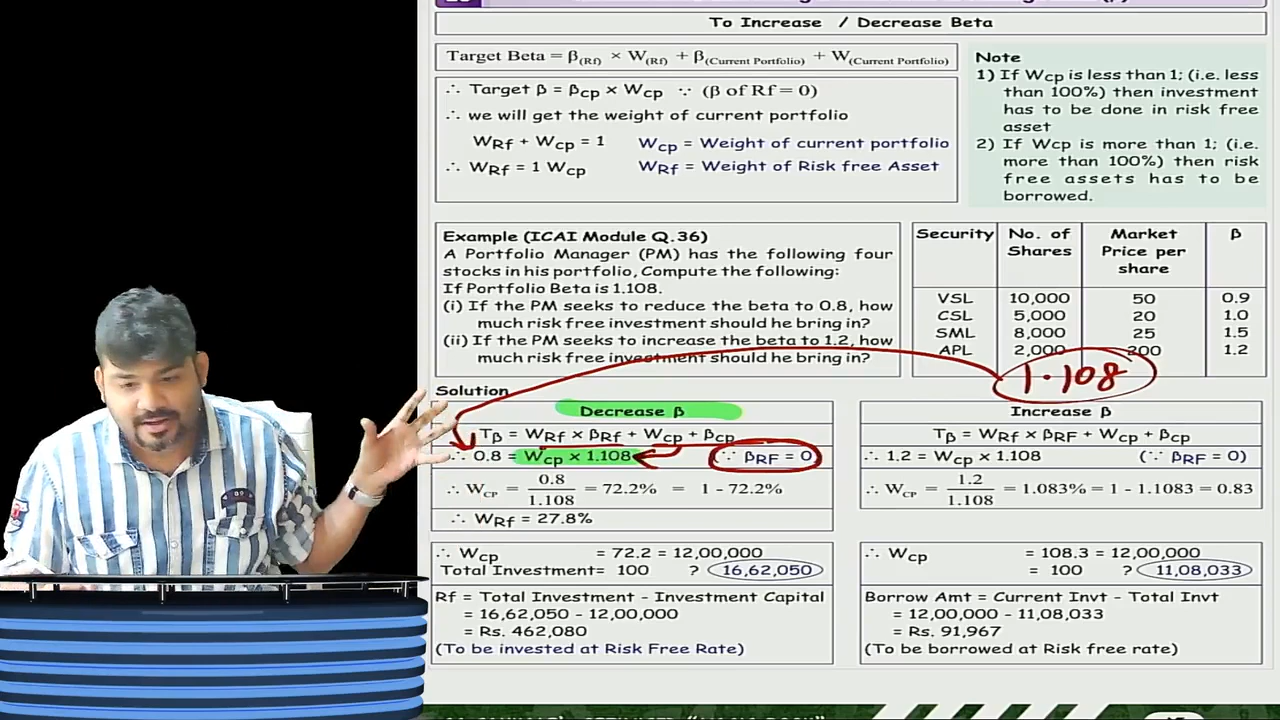 To Increase / Decrease Beta
Target Beta = β(Rf) × W(Rf) + β(Current Portfolio) + W(Current Portfolio)
∴ Target β = βcp × Wcp ∵ (β of Rf = 0)
∴ we will get the weight of current portfolio
WRf + Wcp = 1 Wcp = Weight of current portfolio
∴ WRf = 1 Wcp WRf = Weight of Risk free Asset
Note
1) If Wcp is less than 1; (i.e. less
than 100%) then investment
has to be done in risk free
asset
2) If Wcp is more than 1; (i.e.
more than 100%) then risk
free assets has to be
borrowed.
Example (ICAI Module Q.36)
A Portfolio Manager (PM) has the following four
stocks in his portfolio, Compute the following:
If Portfolio Beta is 1.108.
(i) If the PM seeks to reduce the beta to 0.8, how
much risk free investment should he bring in?
(ii) If the PM seeks to increase the beta to 1.2, how
much risk free investment should he bring in?
Security No. of Shares Market Price per share β
VSL 10,000 50 0.9
CSL 5,000 20 1.0
SML 8,000 25 1.5
APL 2,000 200 1.2
1.108
Solution
Decrease β
Tβ = WRf × βRf + Wcp + βcp
∴ 0.8 = Wcp × 1.108 ∵ βRF = 0)
∴ WCP = 0.8/1.108 = 72.2% = 1 - 72.2%
∴ WRf = 27.8%
∴ Wcp = 72.2 = 12,00,000
Total Investment= 100 ? 16,62,050
Rf = Total Investment - Investment Capital
= 16,62,050 - 12,00,000
= Rs. 462,080
(To be invested at Risk Free Rate)
Increase β
Tβ = WRf × βRF + Wcp + βcp
∴ 1.2 = Wcp × 1.108 (∵ βRF = 0)
∴ WCP = 1.2/1.108 = 1.083% = 1 - 1.1083 = 0.83
∴ Wcp = 108.3 = 12,00,000
= 100 ? 11,08,033
Borrow Amt = Current Invt - Total Invt
= 12,00,000 - 11,08,033
= Rs. 91,967
(To be borrowed at Risk free rate)